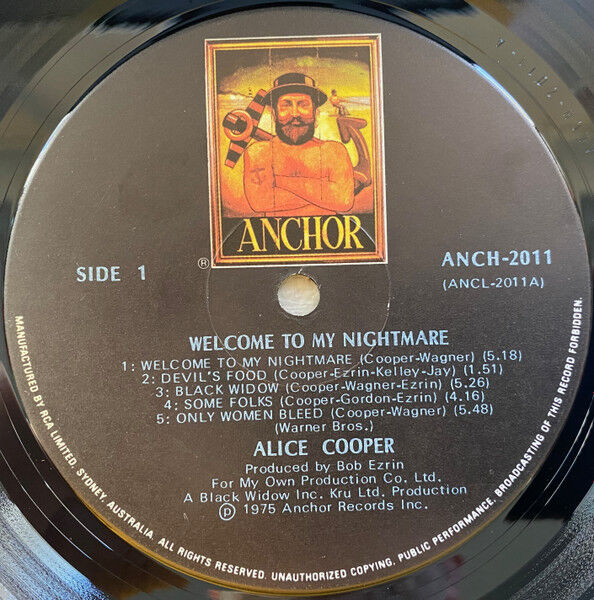 ANCHOR
®
SIDE 1
ANCH-2011
(ANCL-2011A)
WELCOME TO MY NIGHTMARE
1: WELCOME TO MY NIGHTMARE (Cooper-Wagner) (5.18)
2: DEVIL'S FOOD (Cooper-Ezrin-Kelley-Jay) (1.51)
3: BLACK WIDOW (Cooper-Wagner-Ezrin) (5.26)
4: SOME FOLKS (Cooper-Gordon-Ezrin) (4.16)
5: ONLY WOMEN BLEED (Cooper-Wagner) (5.48)
(Warner Bros.)
ALICE COOPER
Produced by Bob Ezrin
For My Own Production Co. Ltd.
A Black Widow Inc. Kru Ltd. Production
℗ 1975 Anchor Records Inc.
MANUFACTURED BY RCA LIMITED. SYDNEY, AUSTRALIA. ALL RIGHTS RESERVED. UNAUTHORIZED COPYING, PUBLIC PERFORMANCE, BROADCASTING OF THIS RECORD FORBIDDEN.